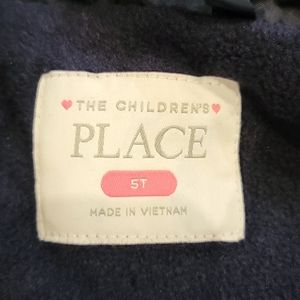 THE CHILDREN'S
PLACE
5T
MADE IN VIETNAM